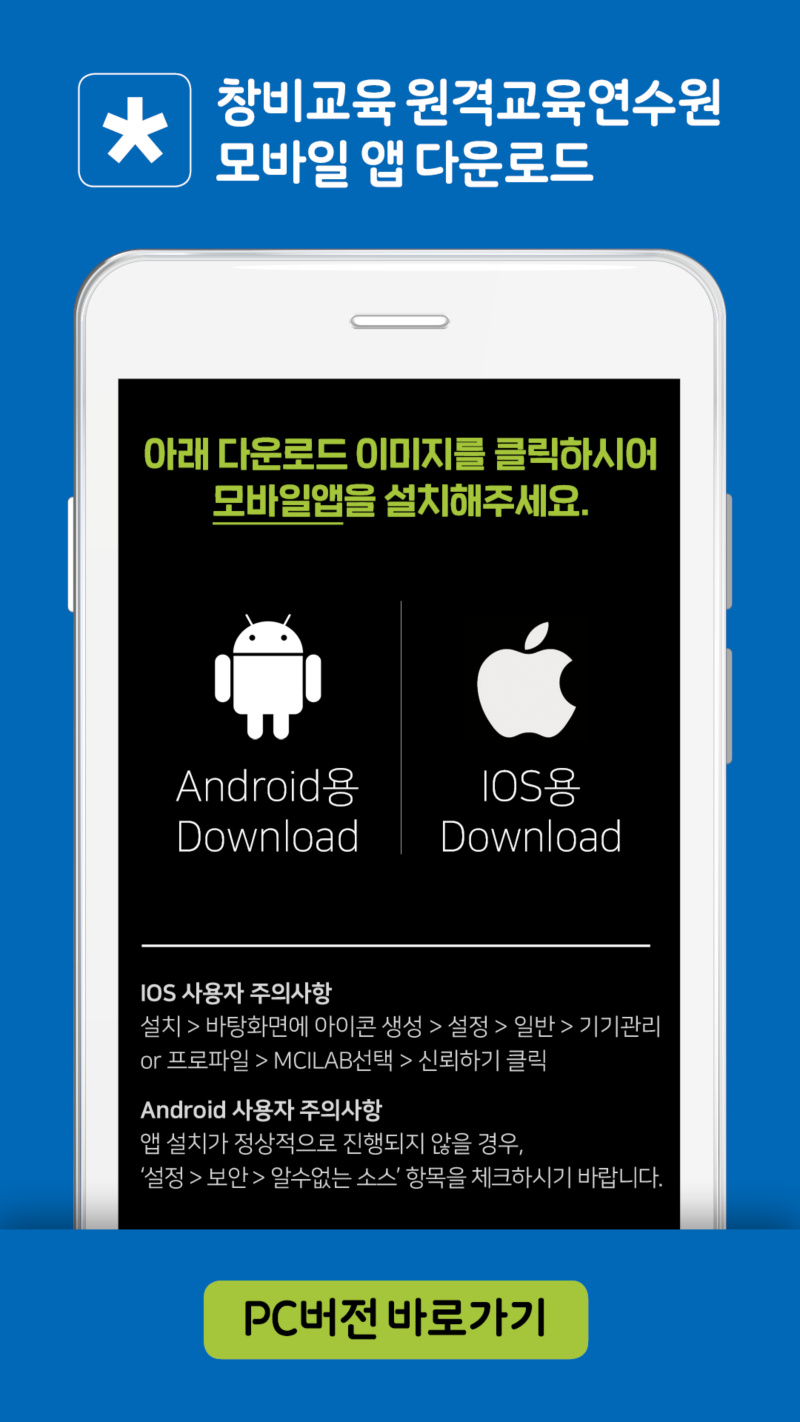 창비교육 원격교육연수원
모바일 앱 다운로드
아래 다운로드 이미지를 클릭하시어
모바일앱을 설치해주세요.
Android용
Download
IOS용
Download
IOS 사용자 주의사항
설치 > 바탕화면에 아이콘 생성 > 설정 > 일반 > 기기관리
or 프로파일 > MCILAB선택 > 신뢰하기 클릭
Android 사용자 주의사항
앱 설치가 정상적으로 진행되지 않을 경우,
‘설정 > 보안 > 알수없는 소스’ 항목을 체크하시기 바랍니다.
PC버전 바로가기